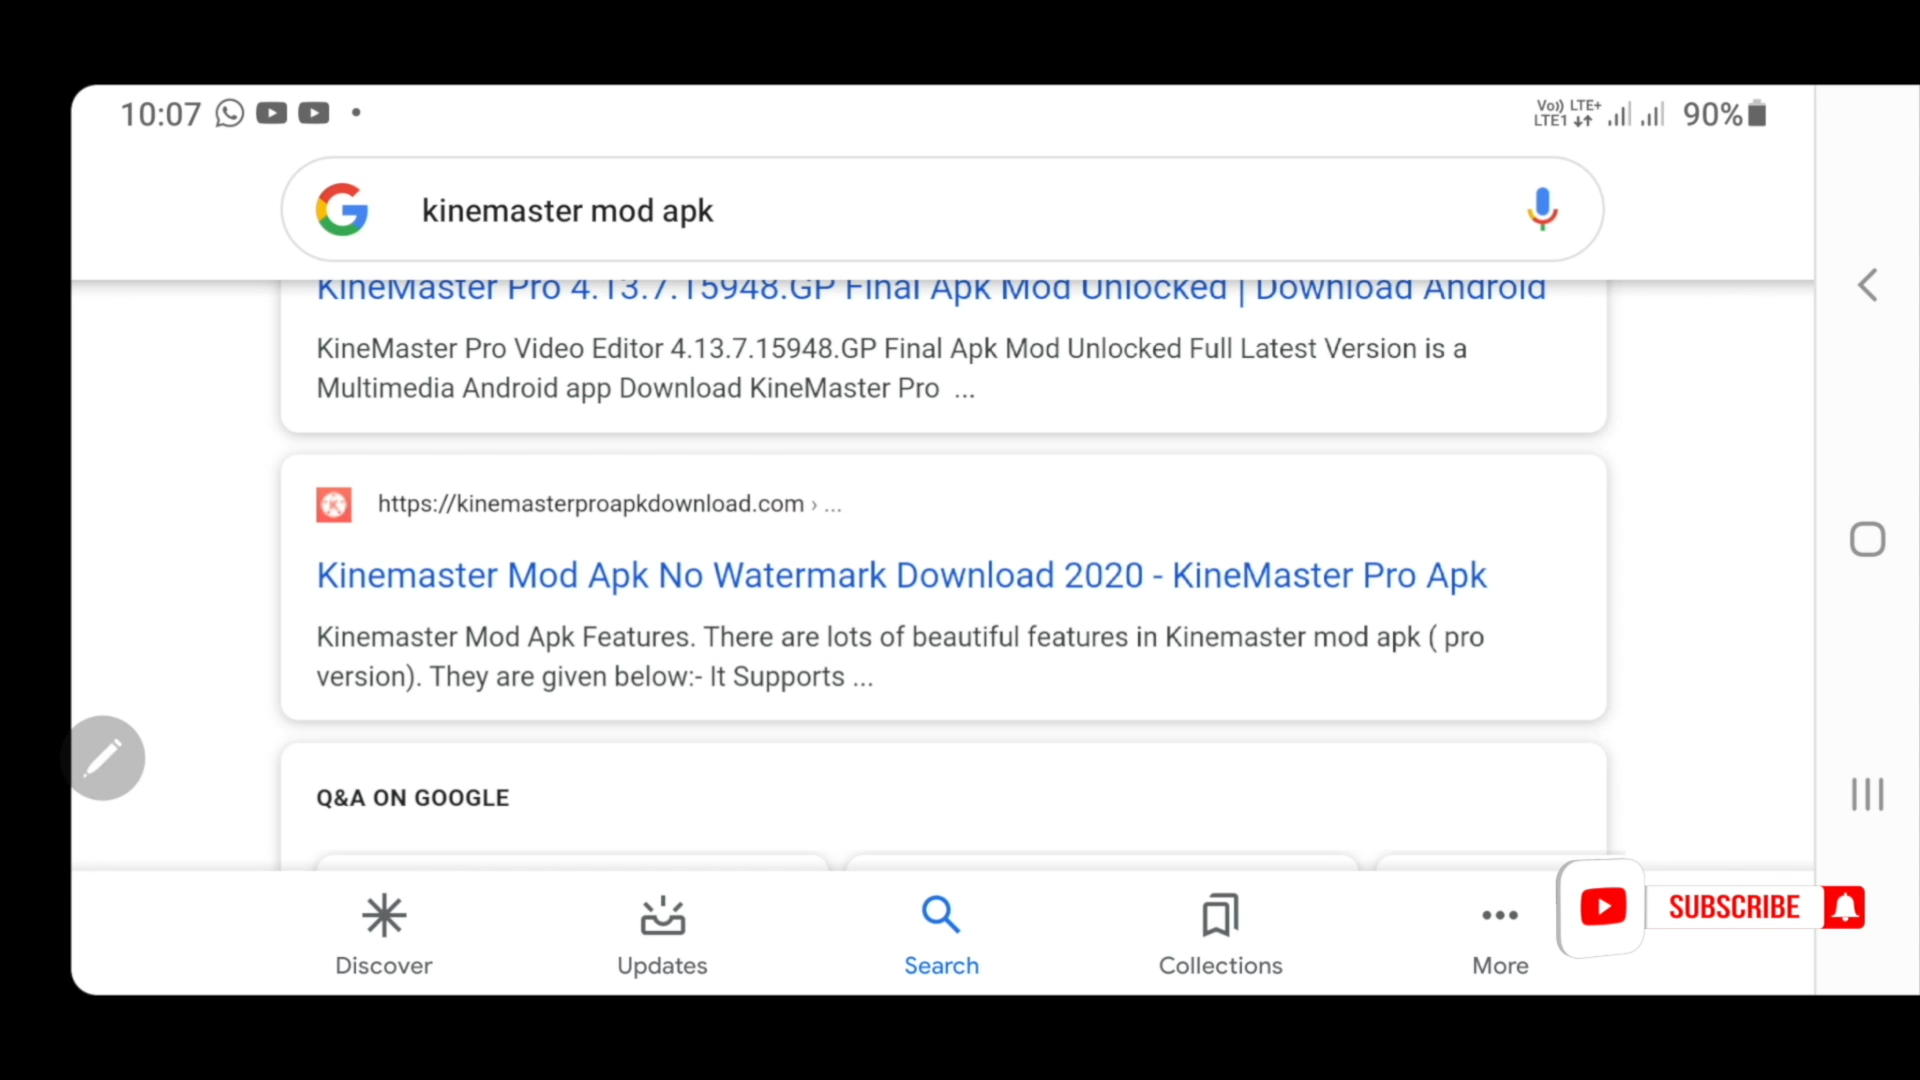 10:07
Vo)) LTE+
LTE1
90%
kinemaster mod apk
KineMaster Pro 4.13.7.15948.GP Final Apk Mod Unlocked | Download Android
KineMaster Pro Video Editor 4.13.7.15948.GP Final Apk Mod Unlocked Full Latest Version is a
Multimedia Android app Download KineMaster Pro ...
https://kinemasterproapkdownload.com › ...
Kinemaster Mod Apk No Watermark Download 2020 - KineMaster Pro Apk
Kinemaster Mod Apk Features. There are lots of beautiful features in Kinemaster mod apk ( pro
version). They are given below:- It Supports ...
Q&A ON GOOGLE
SUBSCRIBE
Discover
Updates
Search
Collections
More